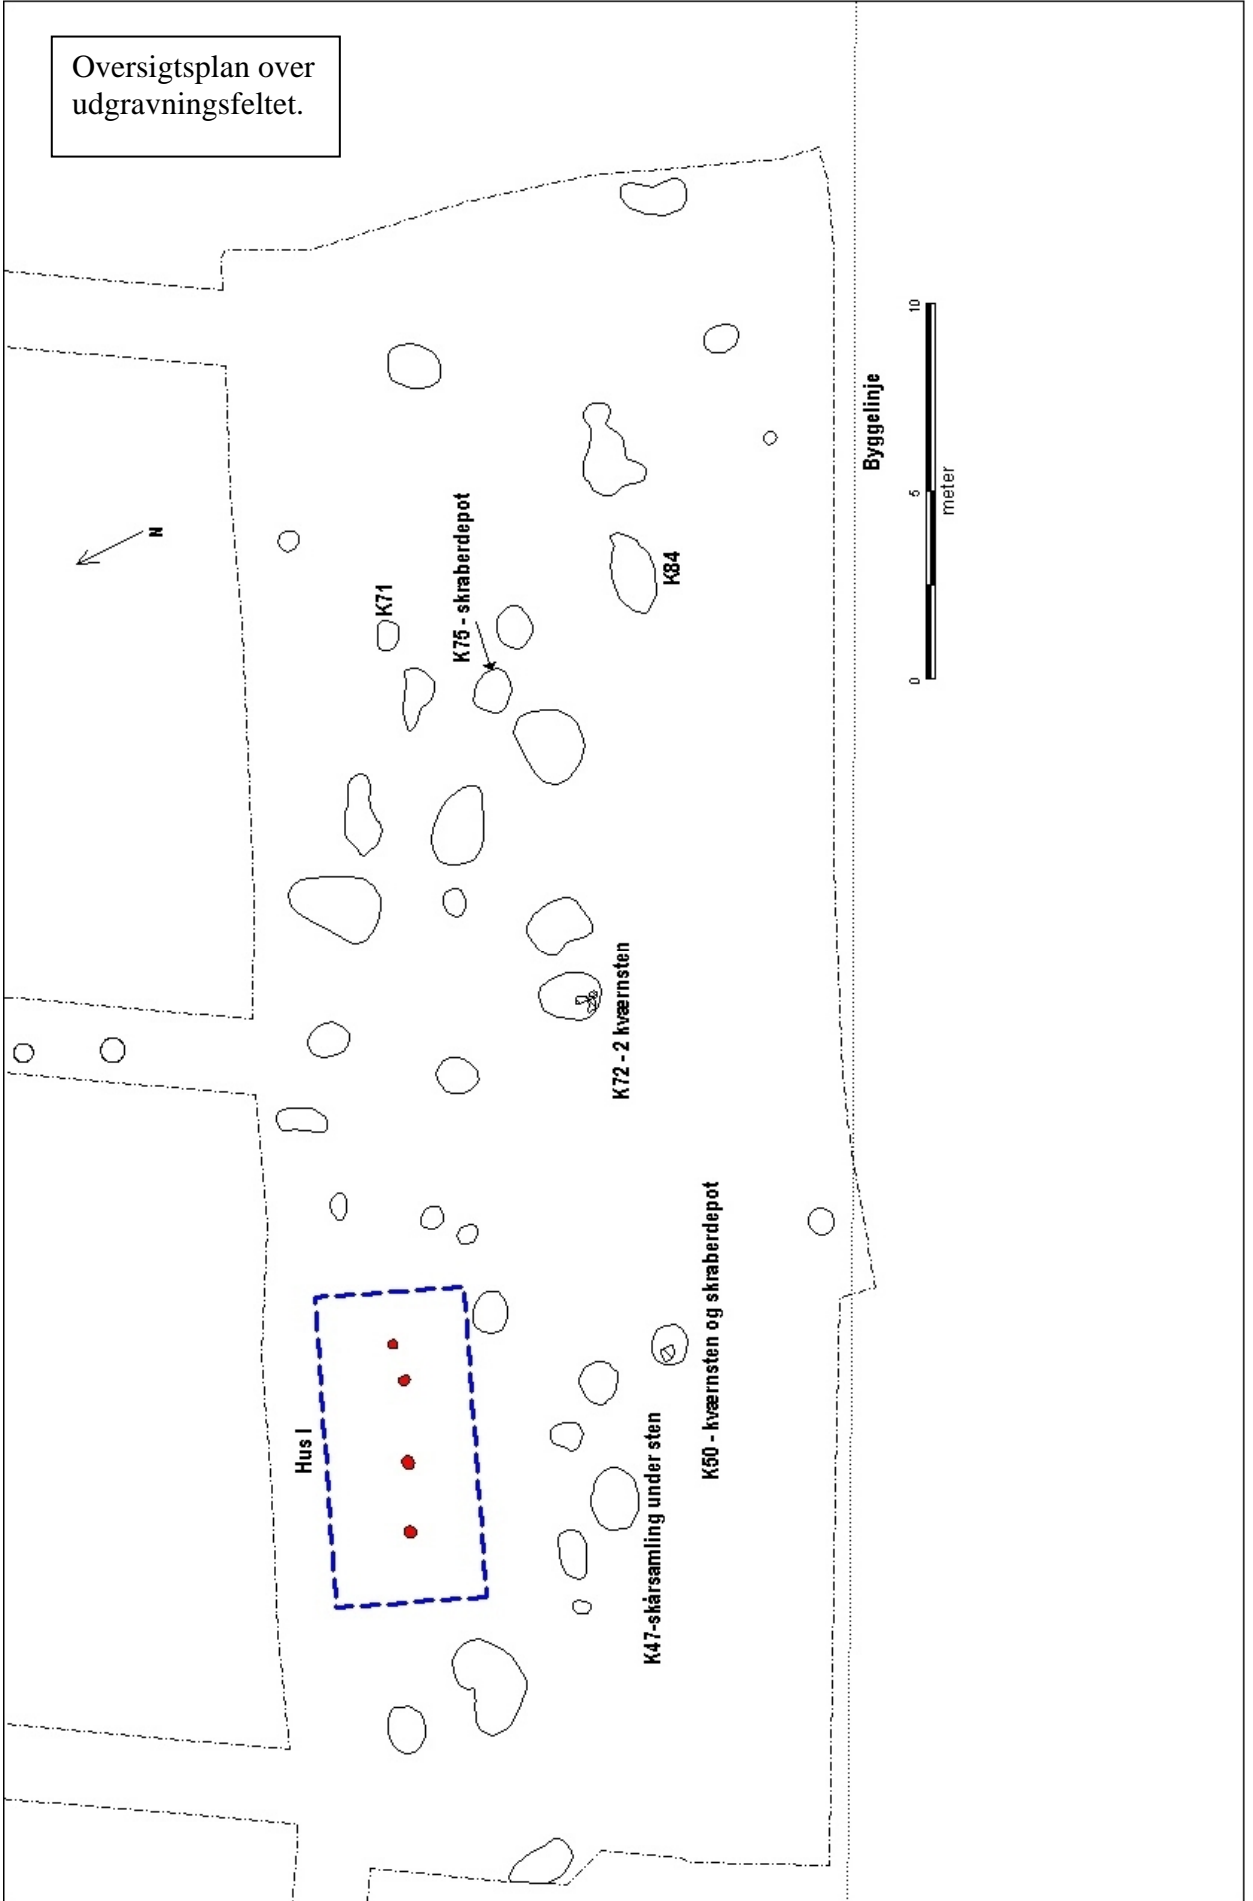 Oversigtsplan over
udgravningsfeltet.
10
Byggelinje
5
meter
K75 - skraberdepot
N
K84
K71
0
K72 - 2 kværnsten
K50 - kværnsten og skraberdepot
Hus I
K47-skårsamling under sten